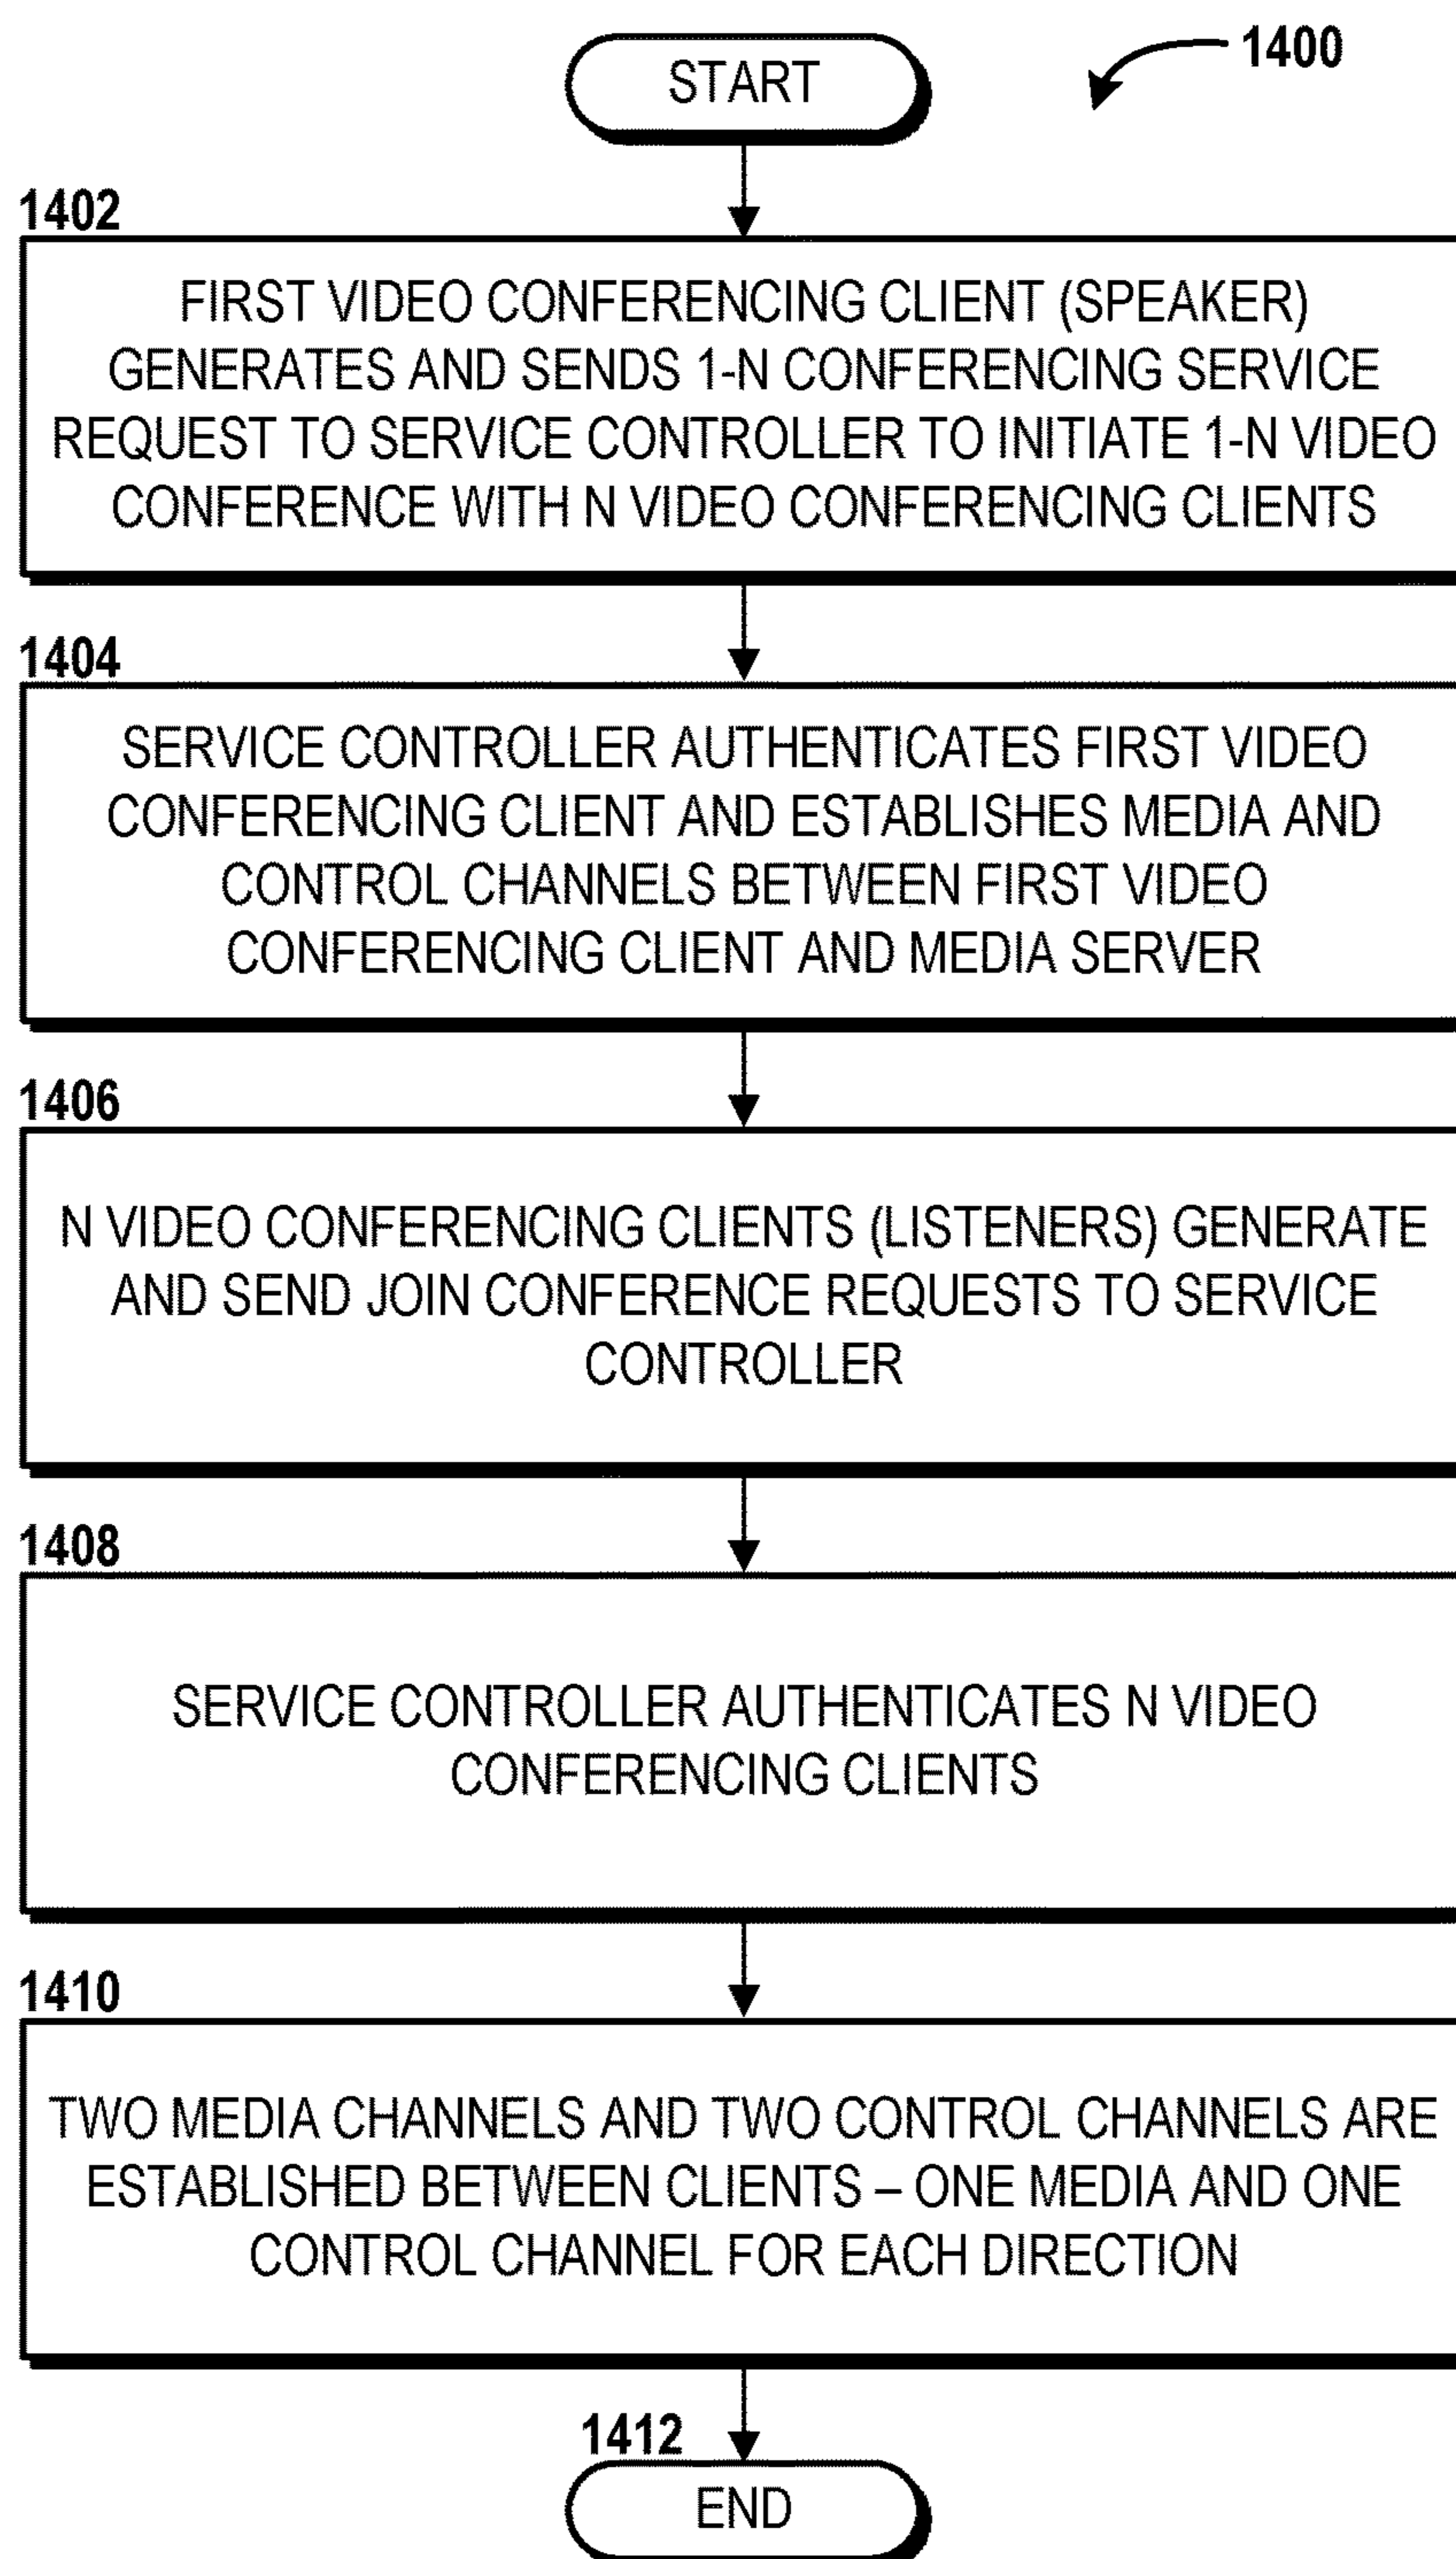 START
1400
1402
FIRST VIDEO CONFERENCING CLIENT (SPEAKER)
GENERATES AND SENDS 1-N CONFERENCING SERVICE
REQUEST TO SERVICE CONTROLLER TO INITIATE 1-N VIDEO
CONFERENCE WITH N VIDEO CONFERENCING CLIENTS
1404
SERVICE CONTROLLER AUTHENTICATES FIRST VIDEO
CONFERENCING CLIENT AND ESTABLISHES MEDIA AND
CONTROL CHANNELS BETWEEN FIRST VIDEO
CONFERENCING CLIENT AND MEDIA SERVER
1406
N VIDEO CONFERENCING CLIENTS (LISTENERS) GENERATE
AND SEND JOIN CONFERENCE REQUESTS TO SERVICE
CONTROLLER
1408
SERVICE CONTROLLER AUTHENTICATES N VIDEO
CONFERENCING CLIENTS
1410
TWO MEDIA CHANNELS AND TWO CONTROL CHANNELS ARE
ESTABLISHED BETWEEN CLIENTS – ONE MEDIA AND ONE
CONTROL CHANNEL FOR EACH DIRECTION
1412
END